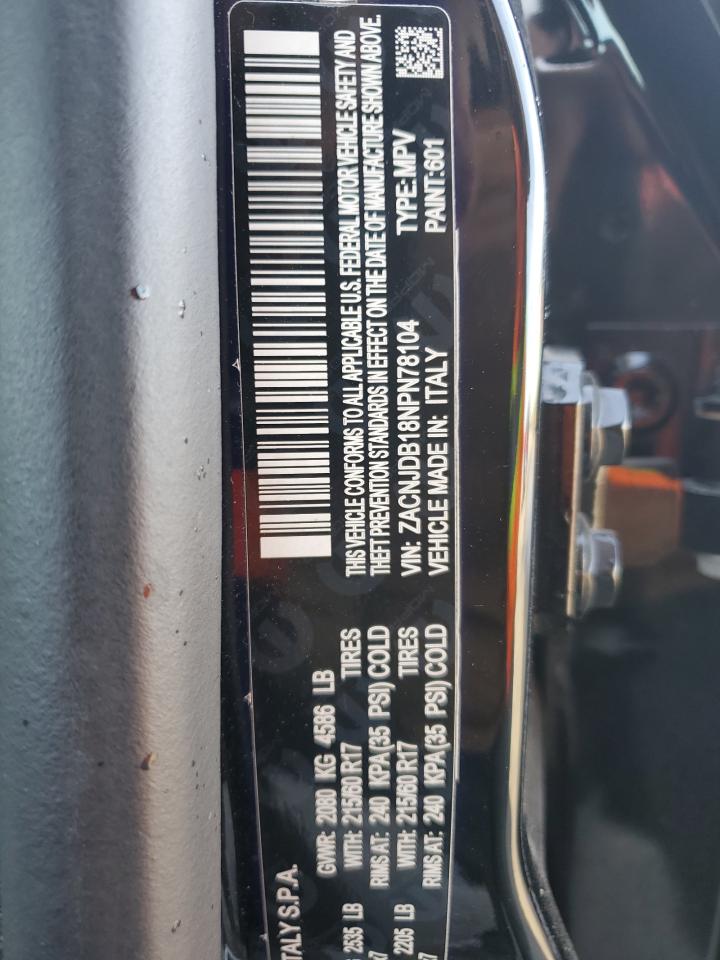 ITALY S.P.A.
GVWR: 2080 KG 4586 LB
2535 LB WITH: 215/60 R17 TIRES
RIMS AT: 240 KPA(35 PSI) COLD
2205 LB WITH: 215/60 R17 TIRES
RIMS AT: 240 KPA(35 PSI) COLD
THIS VEHICLE CONFORMS TO ALL APPLICABLE U.S. FEDERAL MOTOR VEHICLE SAFETY AND
THEFT PREVENTION STANDARDS IN EFFECT ON THE DATE OF MANUFACTURE SHOWN ABOVE.
VIN: ZACNJDB18NPN78104 TYPE: MPV
VEHICLE MADE IN: ITALY PAINT:601